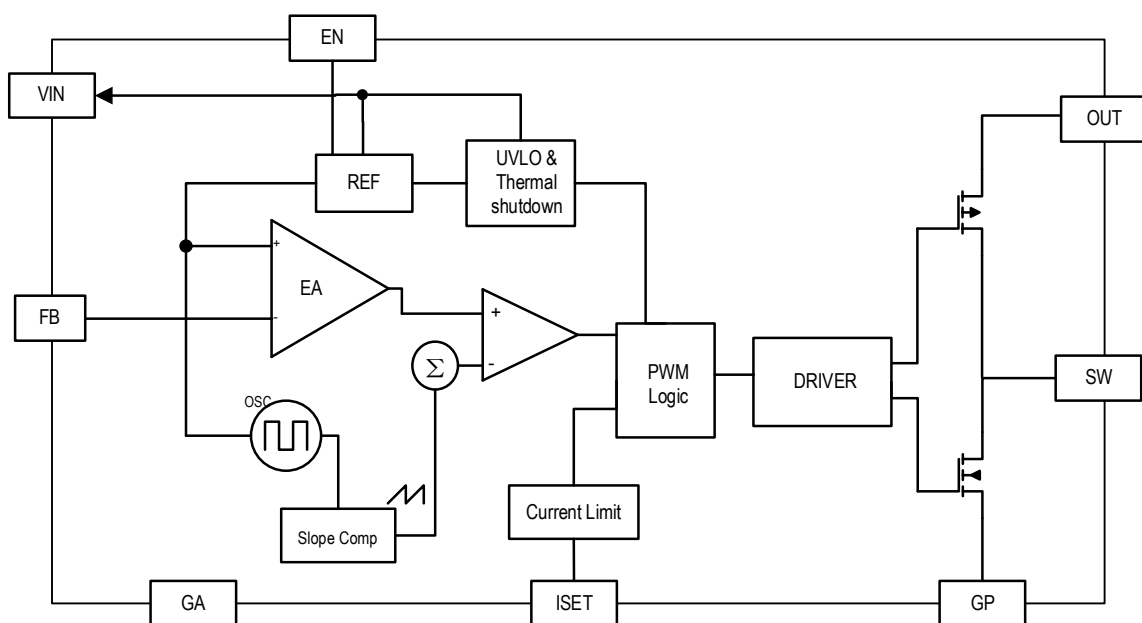 EN
VIN
OUT
REF
UVLO &
Thermal
shutdown
+
EA
-
FB
+
-
Σ
PWM
Logic
DRIVER
SW
OSC
Slope Comp
Current Limit
GA
ISET
GP